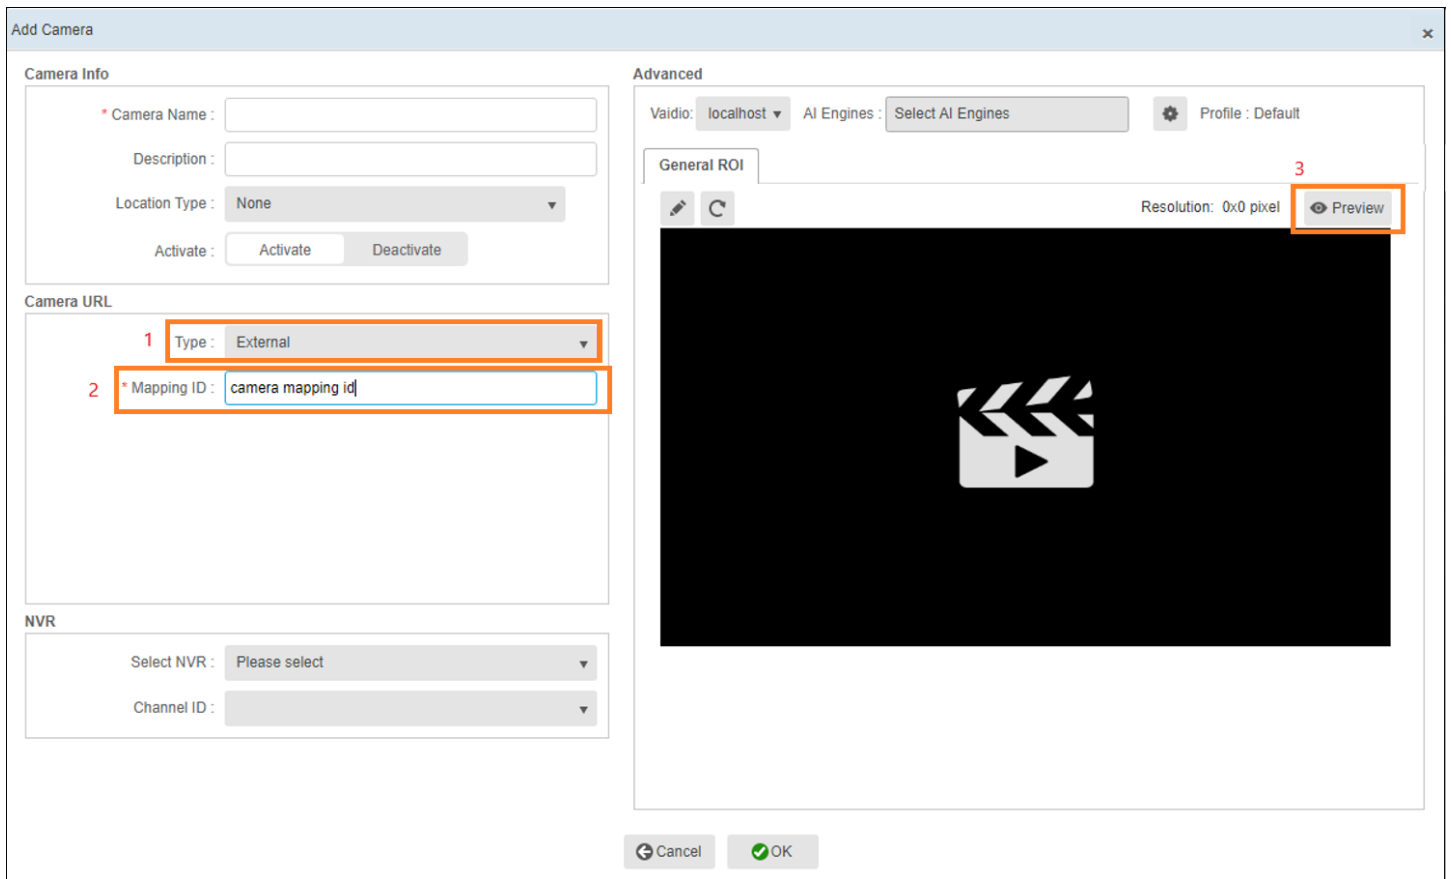 Add Camera
×
Camera Info
* Camera Name :
Description :
Location Type : None
Activate : Activate Deactivate
Camera URL
1 Type : External
2 * Mapping ID : camera mapping id
NVR
Select NVR : Please select
Channel ID :
Advanced
Vaidio: localhost AI Engines : Select AI Engines Profile : Default
General ROI
3
Resolution: 0x0 pixel Preview
Cancel OK